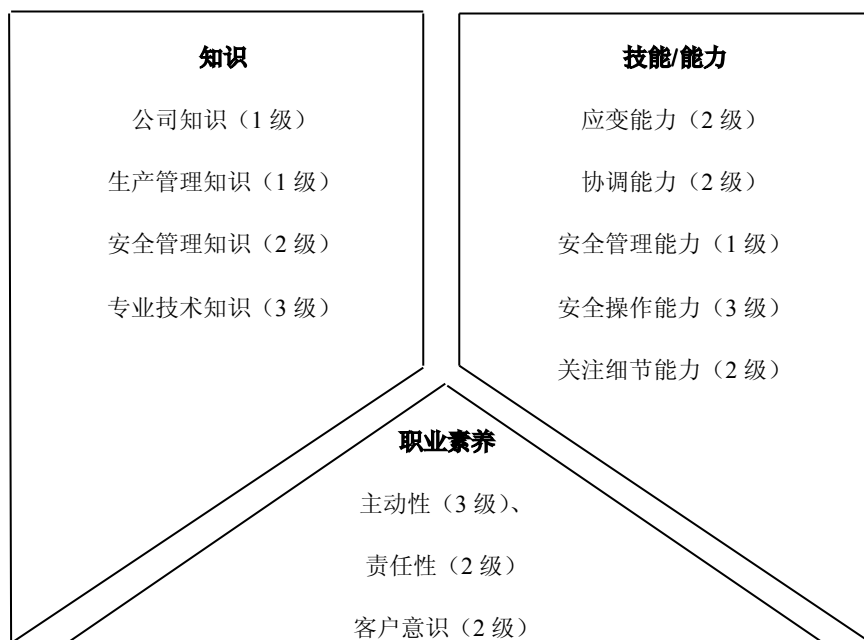 知识
公司知识（1 级）
生产管理知识（1 级）
安全管理知识（2 级）
专业技术知识（3 级）
技能/能力
应变能力（2 级）
协调能力（2 级）
安全管理能力（1 级）
安全操作能力（3 级）
关注细节能力（2 级）
职业素养
主动性（3 级）、
责任性（2 级）
客户意识（2 级）